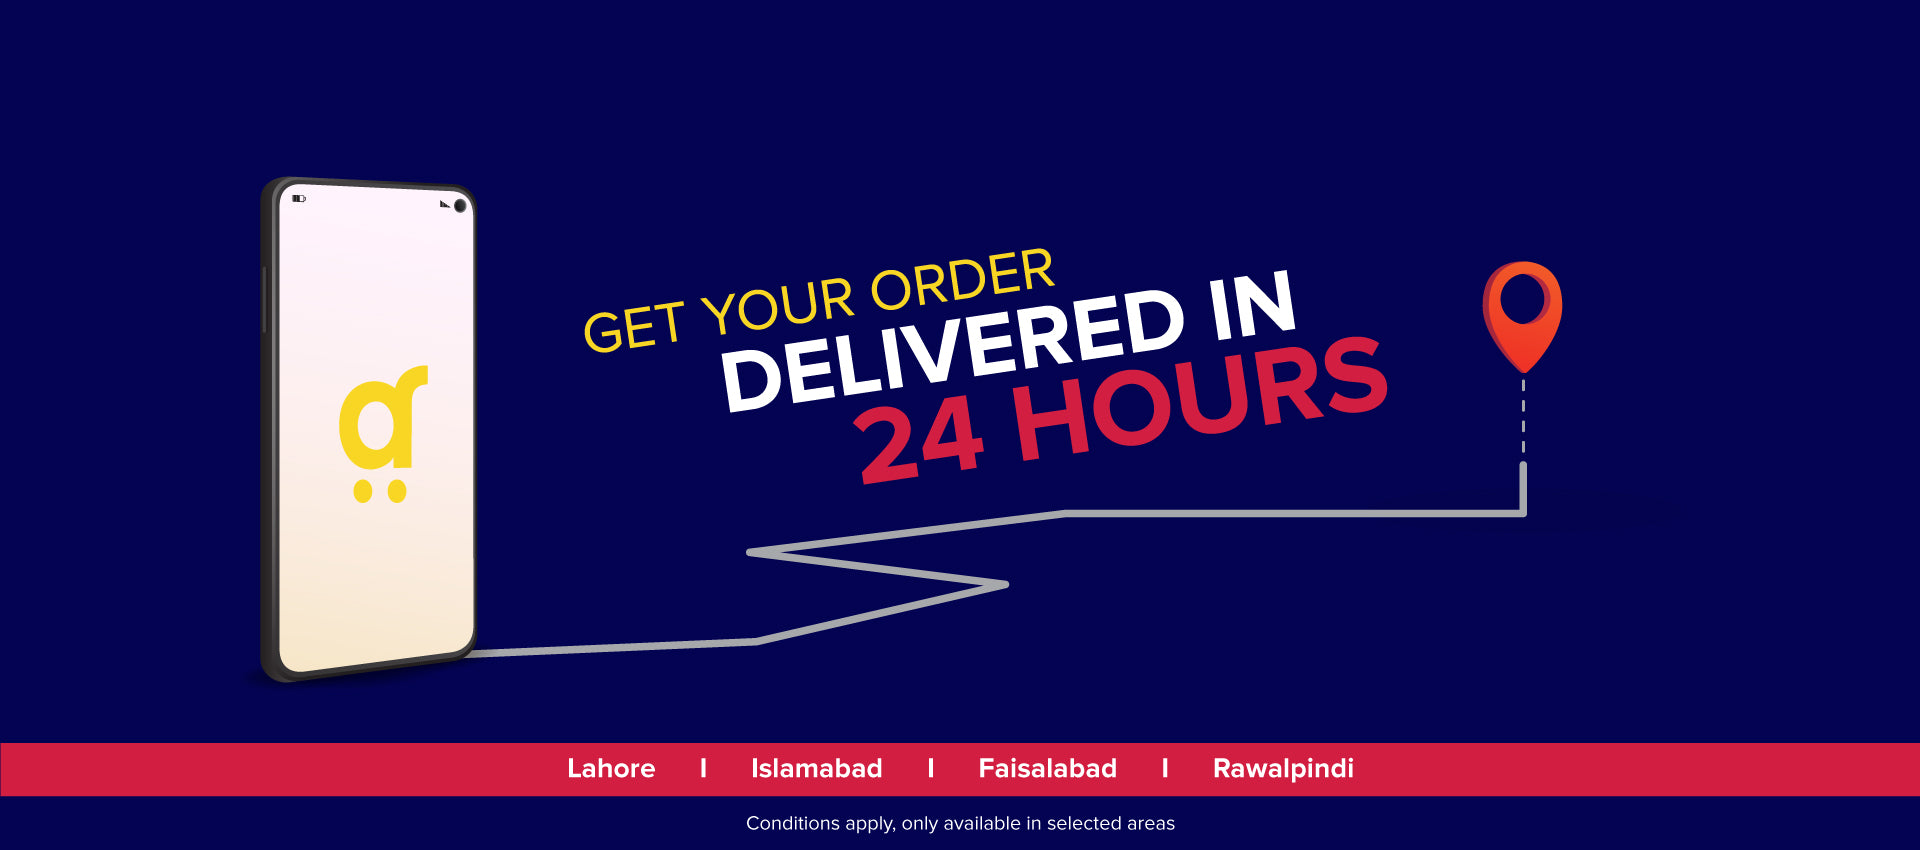 GET YOUR ORDER
DELIVERED IN
24 HOURS
Lahore I Islamabad I Faisalabad I Rawalpindi
Conditions apply, only available in selected areas